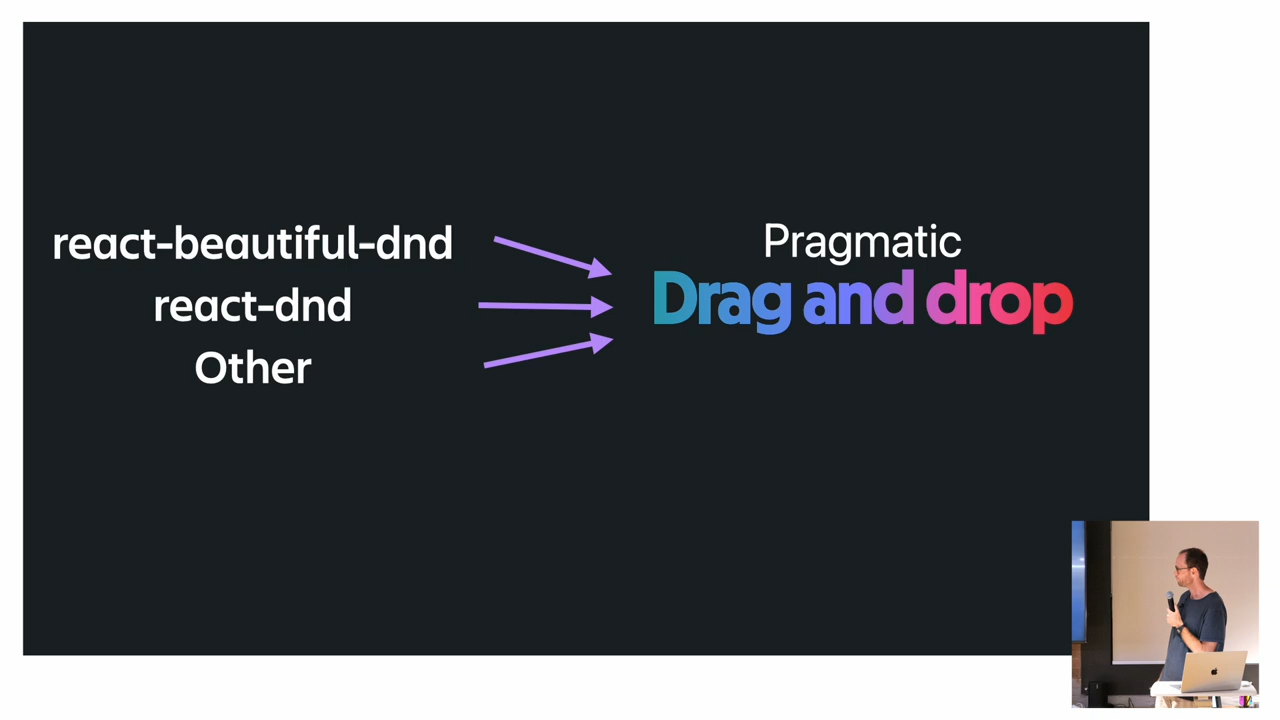 react-beautiful-dnd
react-dnd
Other
Pragmatic
Drag and drop